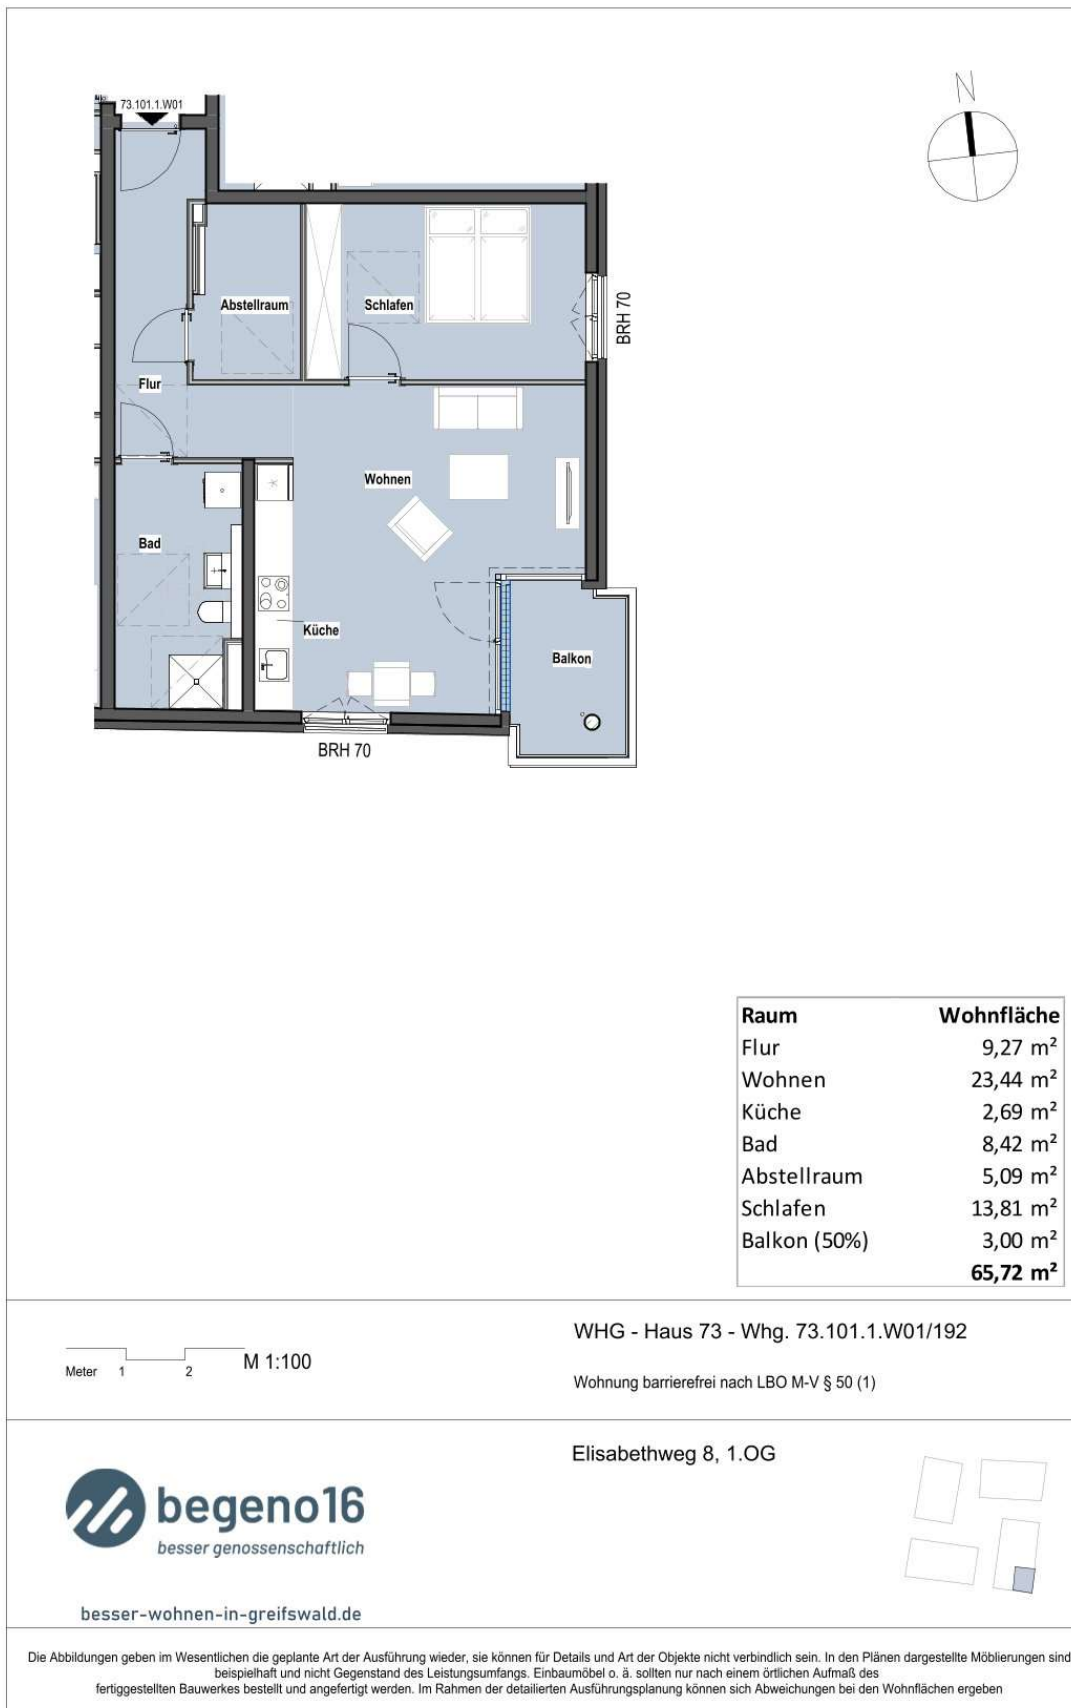 73.101.1.W01
N
Abstellraum
Schlafen
BRH 70
Flur
Wohnen
Bad
Küche
Balkon
BRH 70
Raum Wohnfläche
Flur 9,27 m²
Wohnen 23,44 m²
Küche 2,69 m²
Bad 8,42 m²
Abstellraum 5,09 m²
Schlafen 13,81 m²
Balkon (50%) 3,00 m²
65,72 m²
Meter 1 2 M 1:100
WHG - Haus 73 - Whg. 73.101.1.W01/192
Wohnung barrierefrei nach LBO M-V § 50 (1)
Elisabethweg 8, 1.OG
begeno16
besser genossenschaftlich
besser-wohnen-in-greifswald.de
Die Abbildungen geben im Wesentlichen die geplante Art der Ausführung wieder, sie können für Details und Art der Objekte nicht verbindlich sein. In den Plänen dargestellte Möblierungen sind
beispielhaft und nicht Gegenstand des Leistungsumfangs. Einbaumöbel o. ä. sollten nur nach einem örtlichen Aufmaß des
fertiggestellten Bauwerkes bestellt und angefertigt werden. Im Rahmen der detailierten Ausführungsplanung können sich Abweichungen bei den Wohnflächen ergeben